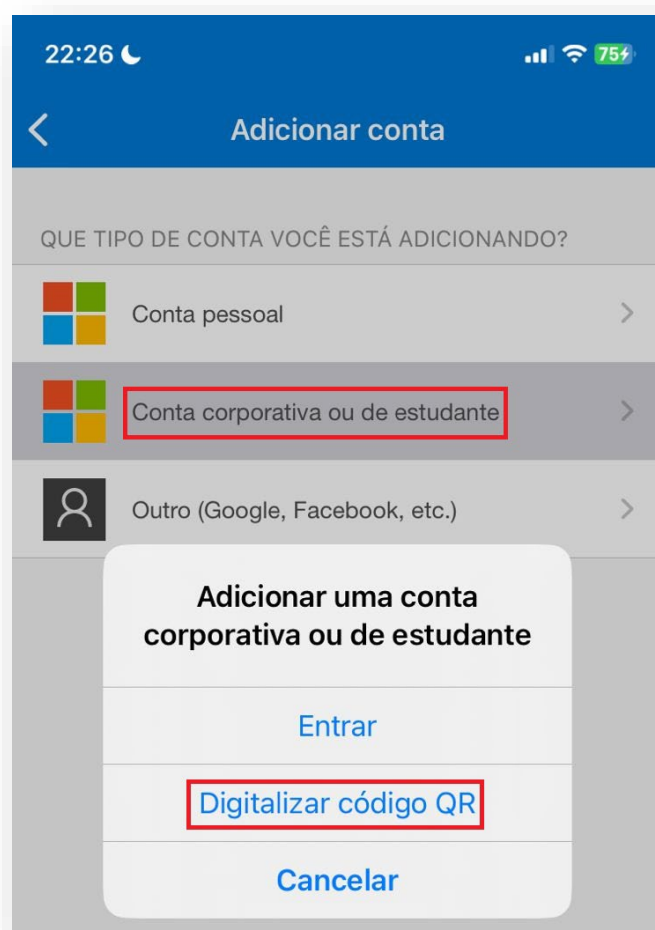 22:26
75
Adicionar conta
QUE TIPO DE CONTA VOCÊ ESTÁ ADICIONANDO?
Conta pessoal
Conta corporativa ou de estudante
Outro (Google, Facebook, etc.)
Adicionar uma conta
corporativa ou de estudante
Entrar
Digitalizar código QR
Cancelar